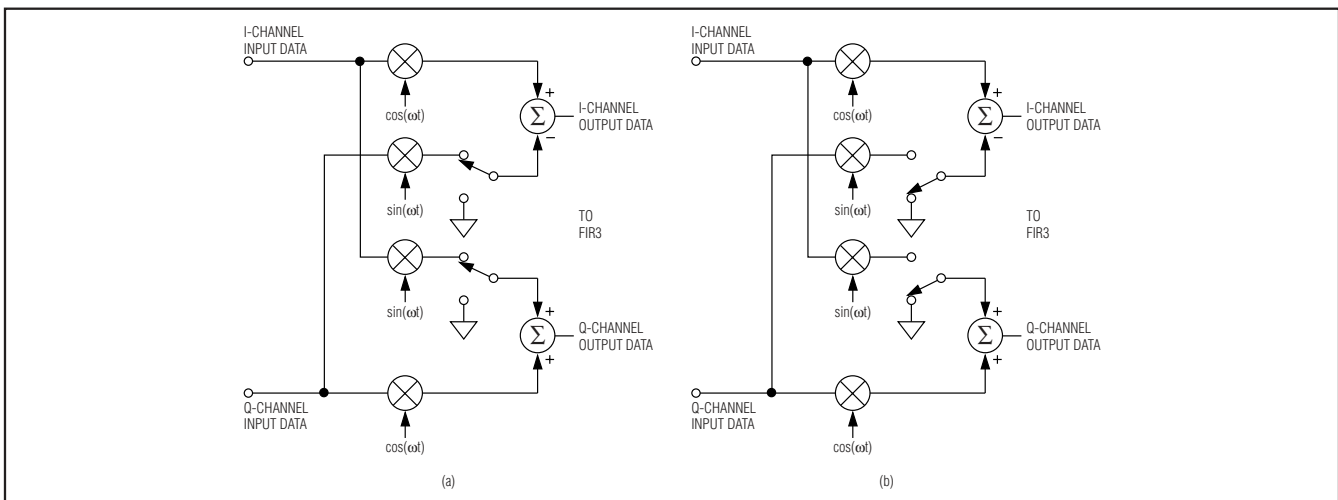 I-CHANNEL
INPUT DATA
cos(ωt)
+
Σ
−
I-CHANNEL
OUTPUT DATA
sin(ωt)
TO
FIR3
sin(ωt)
+
Σ
+
Q-CHANNEL
OUTPUT DATA
Q-CHANNEL
INPUT DATA
cos(ωt)
(a)
I-CHANNEL
INPUT DATA
cos(ωt)
+
Σ
−
I-CHANNEL
OUTPUT DATA
sin(ωt)
TO
FIR3
sin(ωt)
+
Σ
+
Q-CHANNEL
OUTPUT DATA
Q-CHANNEL
INPUT DATA
cos(ωt)
(b)